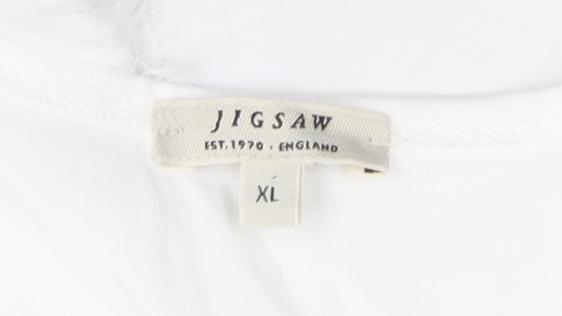 JIGSAW
EST. 1970 . ENGLAND
XL